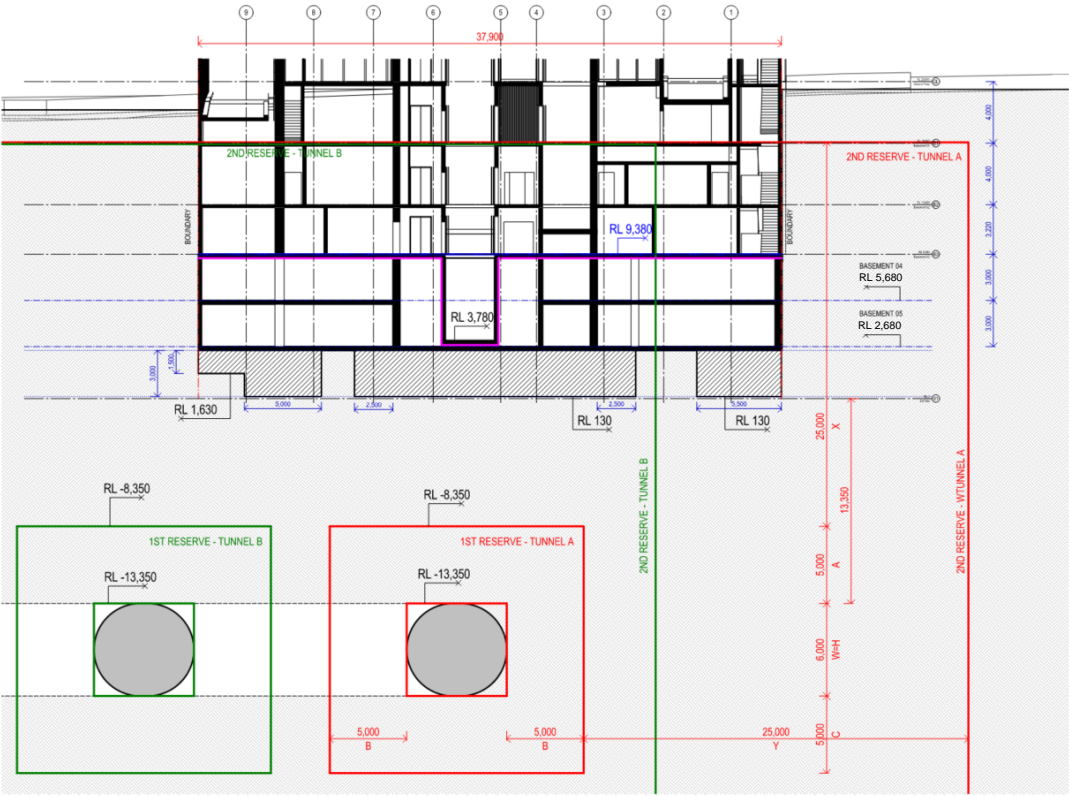 9
8
7
6
5
4
3
2
1
37,900
4,000
2ND RESERVE - TUNNEL B
2ND RESERVE - TUNNEL A
4,000
BOUNDARY
BOUNDARY
RL 9,380
3,220
BASEMENT 04
RL 5,680
3,000
RL 3,780
BASEMENT 05
RL 2,680
3,000
3,000
1,500
RL 1,630
5,000
2,500
2,500
5,500
RL 130
RL 130
25,000
X
13,350
2ND RESERVE - TUNNEL B
2ND RESERVE - WTUNNEL A
RL -8,350
RL -8,350
1ST RESERVE - TUNNEL B
1ST RESERVE - TUNNEL A
5,000
A
RL -13,350
RL -13,350
6,000
W=H
5,000
B
5,000
B
25,000
Y
5,000
C